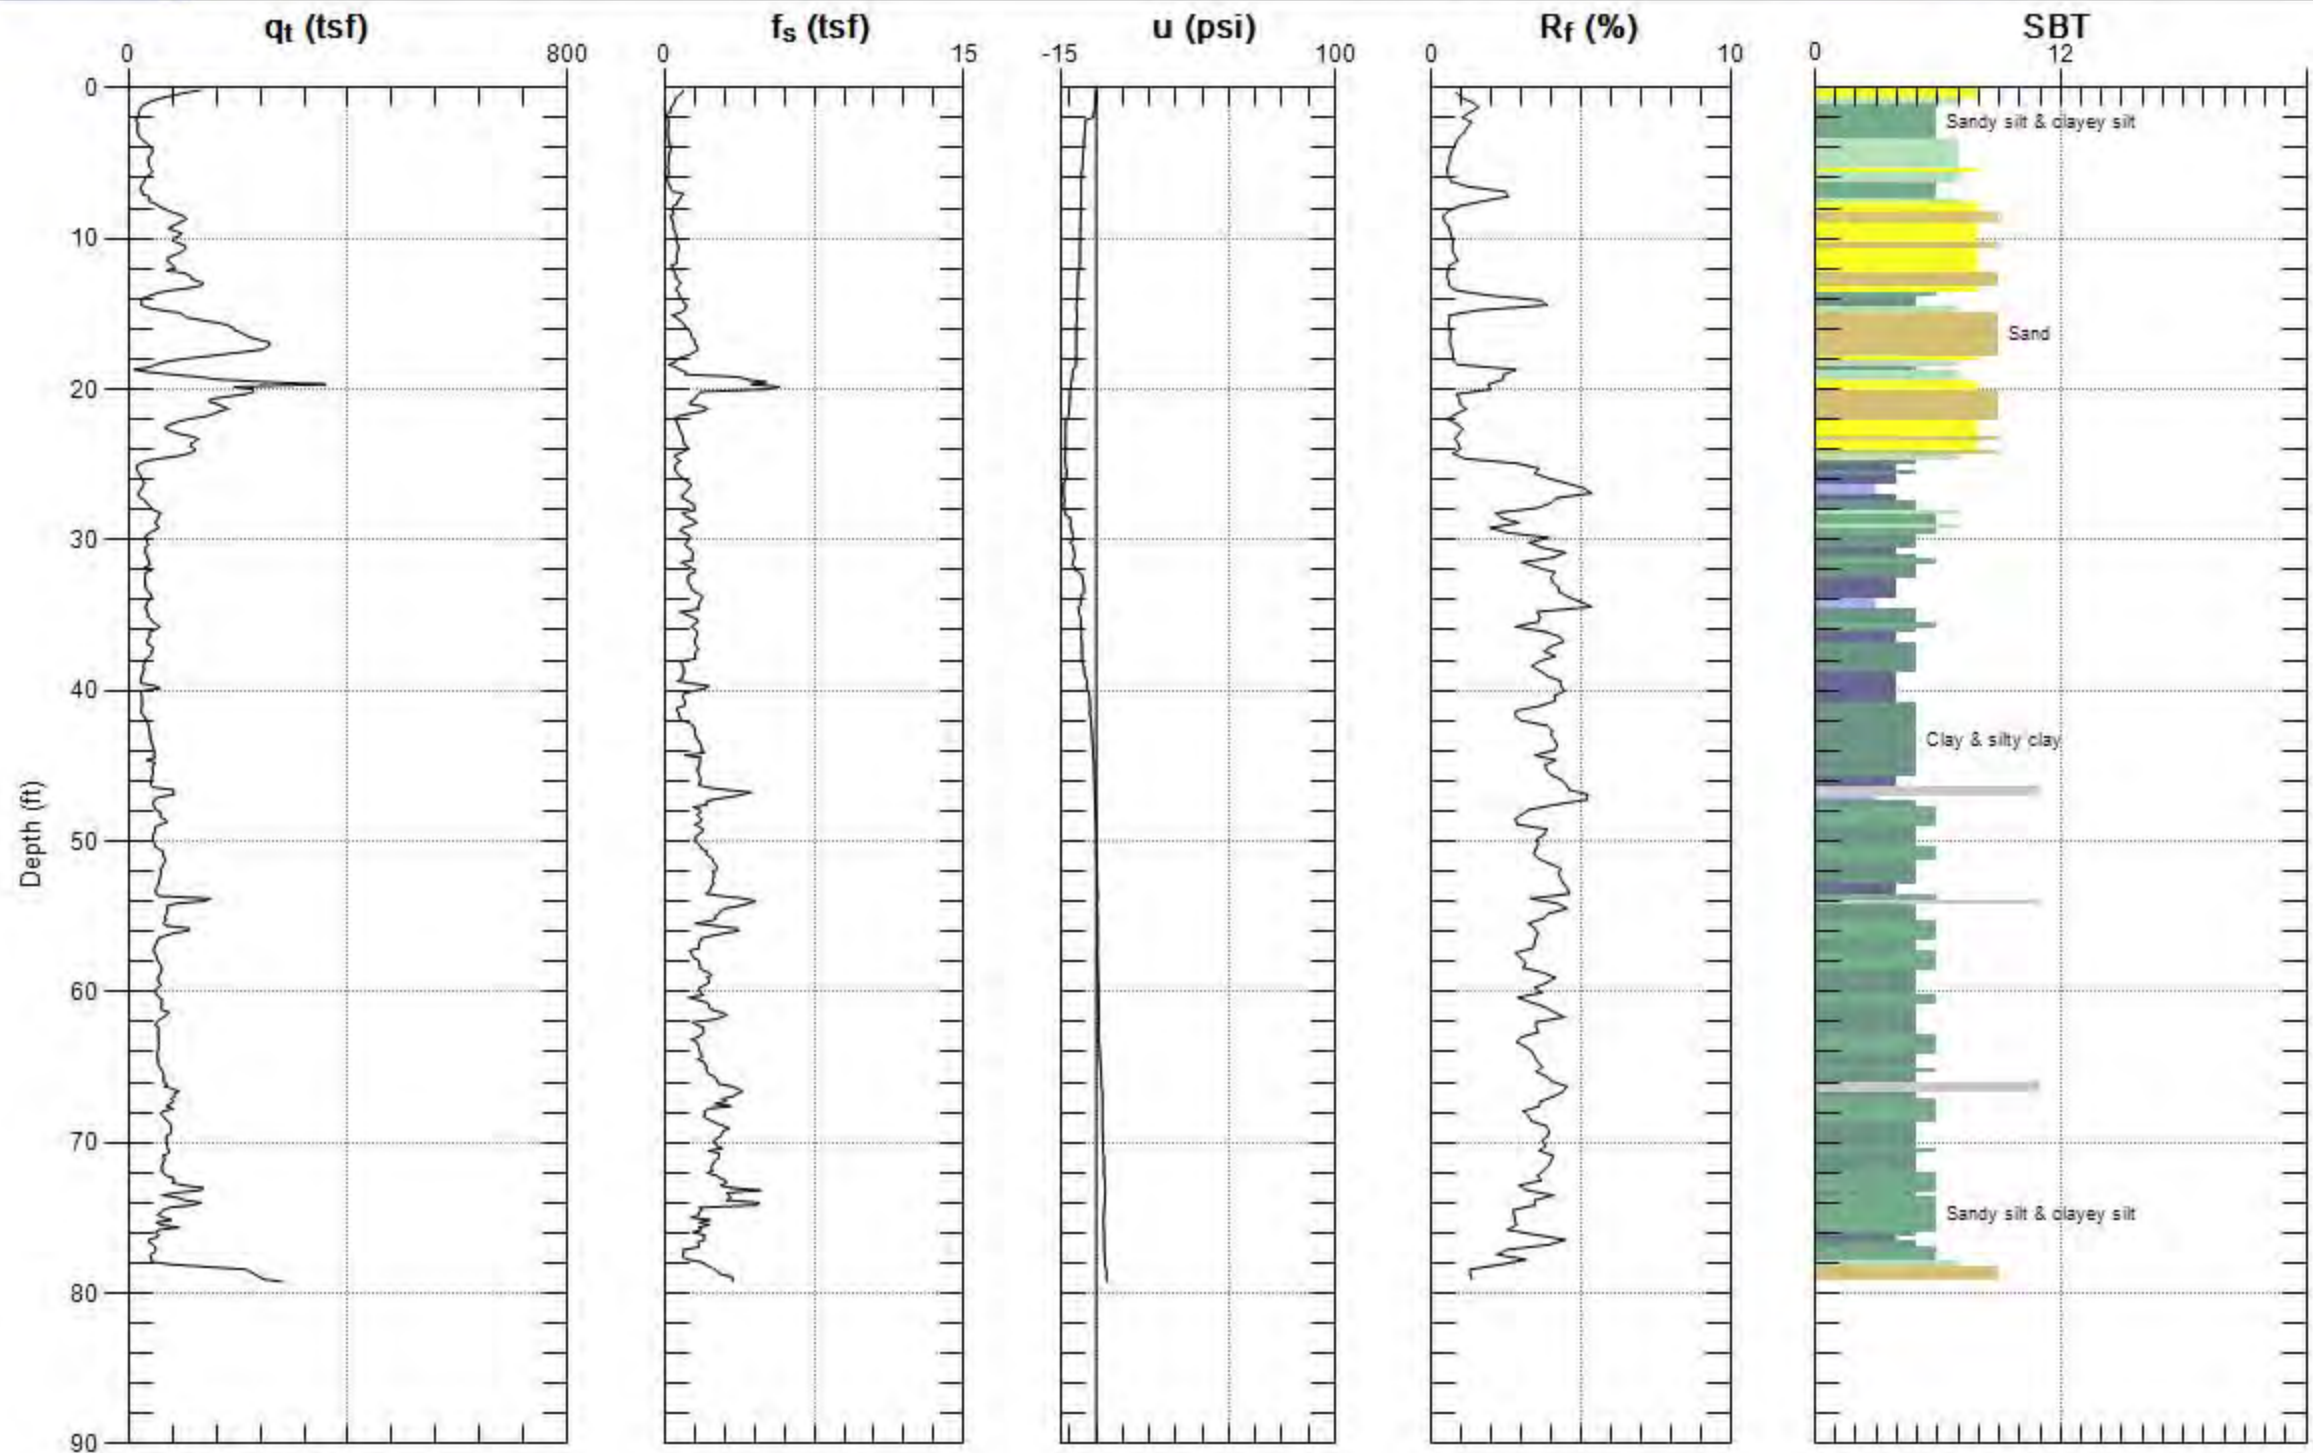 qt (tsf)
fs (tsf)
u (psi)
Rf (%)
SBT
0 800
0 15
-15 100
0 10
0 12
0
10
20
30
40
50
60
70
80
90
Depth (ft)
Sandy silt & clayey silt
Sand
Clay & silty clay
Sandy silt & clayey silt